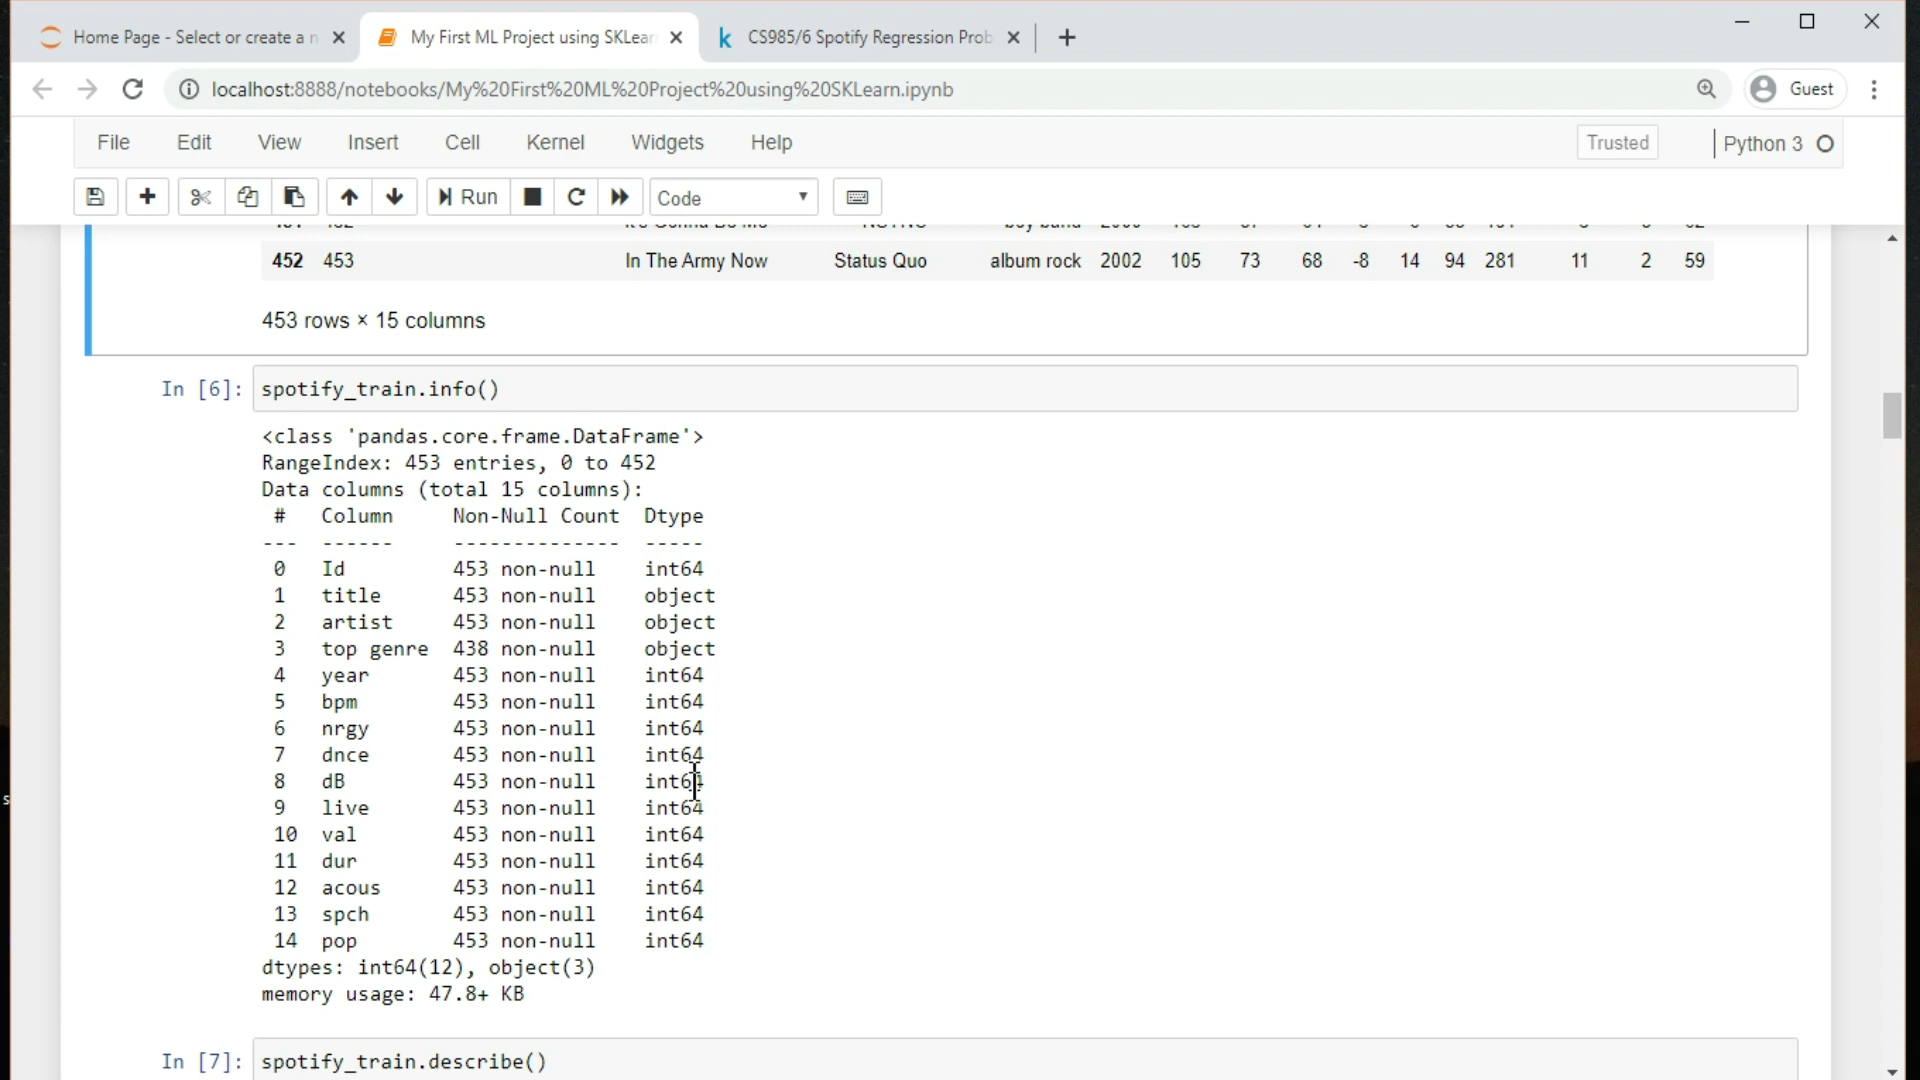 Home Page - Select or create a n
My First ML Project using SKLear
CS985/6 Spotify Regression Prob
localhost:8888/notebooks/My%20First%20ML%20Project%20using%20SKLearn.ipynb
Guest
File Edit View Insert Cell Kernel Widgets Help Trusted Python 3
Run Code
452 453 In The Army Now Status Quo album rock 2002 105 73 68 -8 14 94 281 11 2 59
453 rows × 15 columns
In [6]: spotify_train.info()
<class 'pandas.core.frame.DataFrame'>
RangeIndex: 453 entries, 0 to 452
Data columns (total 15 columns):
# Column Non-Null Count Dtype
--- ------ -------------- -----
0 Id 453 non-null int64
1 title 453 non-null object
2 artist 453 non-null object
3 top genre 438 non-null object
4 year 453 non-null int64
5 bpm 453 non-null int64
6 nrgy 453 non-null int64
7 dnce 453 non-null int64
8 dB 453 non-null int64
9 live 453 non-null int64
10 val 453 non-null int64
11 dur 453 non-null int64
12 acous 453 non-null int64
13 spch 453 non-null int64
14 pop 453 non-null int64
dtypes: int64(12), object(3)
memory usage: 47.8+ KB
In [7]: spotify_train.describe()